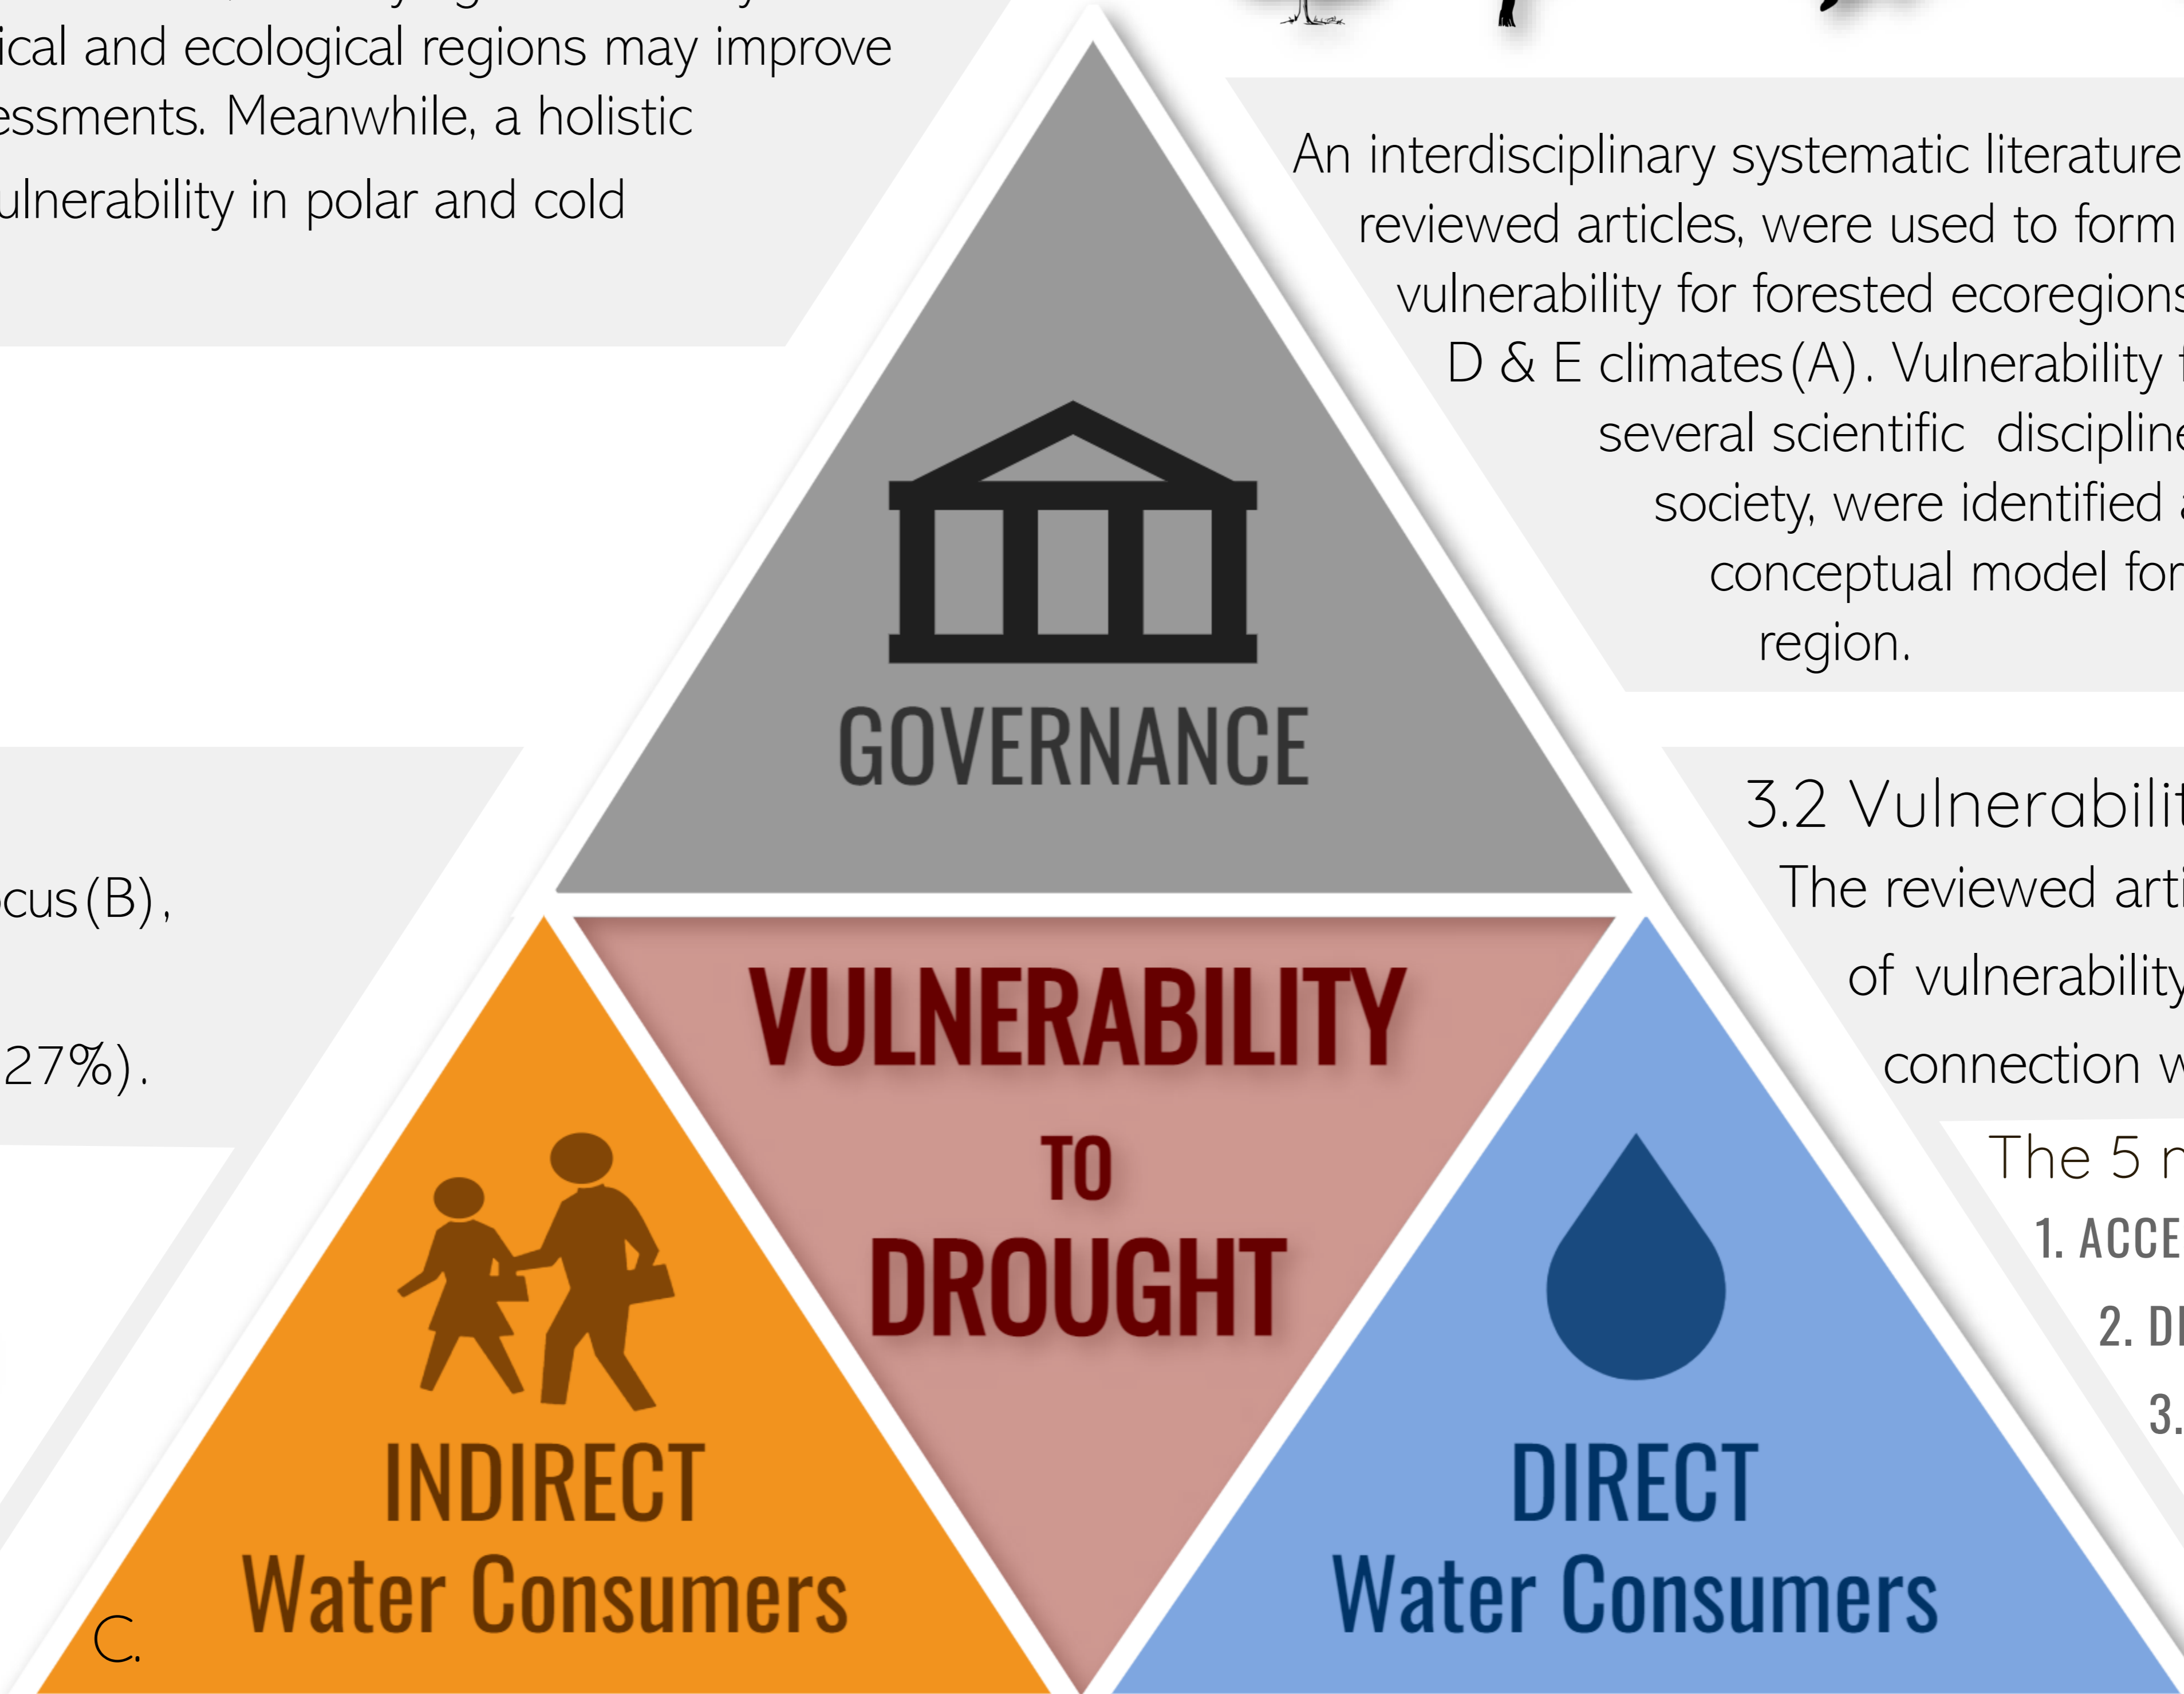 ical and ecological regions may improve
essments. Meanwhile, a holistic
ulnerability in polar and cold
An interdisciplinary systematic literature
reviewed articles, were used to form
vulnerability for forested ecoregions
D & E climates(A). Vulnerability f
several scientific discipline
society, were identified a
conceptual model for
region.
GOVERNANCE
3.2 Vulnerabilit
ocus(B),
27%).
The reviewed arti
of vulnerability
connection w
The 5 n
1. ACCE
2. DI
3.
VULNERABILITY
TO
DROUGHT
INDIRECT
Water Consumers
DIRECT
Water Consumers
C.